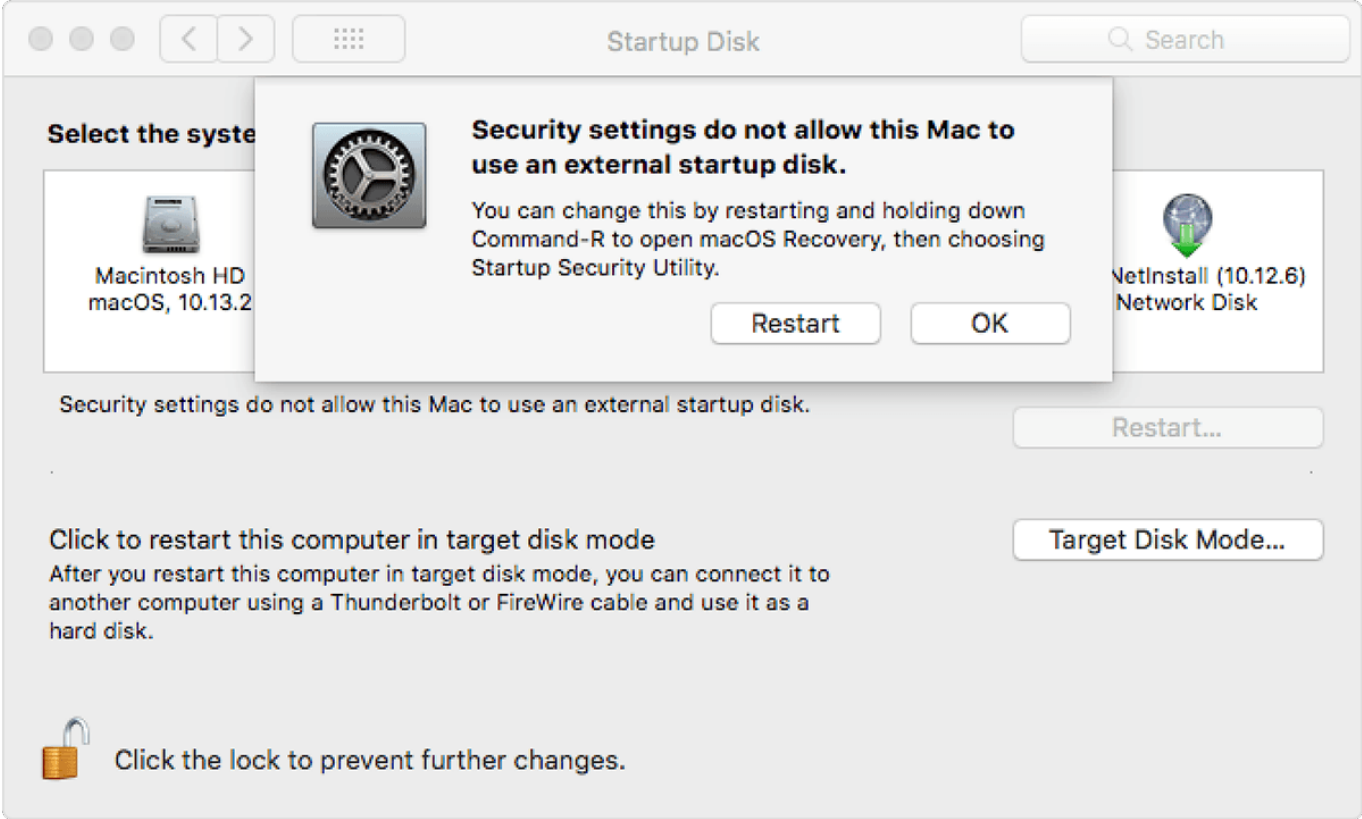 Startup Disk
Search
Select the syste
Security settings do not allow this Mac to
use an external startup disk.
You can change this by restarting and holding down
Command-R to open macOS Recovery, then choosing
Startup Security Utility.
Restart
OK
Macintosh HD
macOS, 10.13.2
NetInstall (10.12.6)
Network Disk
Security settings do not allow this Mac to use an external startup disk.
Restart...
Click to restart this computer in target disk mode
After you restart this computer in target disk mode, you can connect it to
another computer using a Thunderbolt or FireWire cable and use it as a
hard disk.
Target Disk Mode...
Click the lock to prevent further changes.